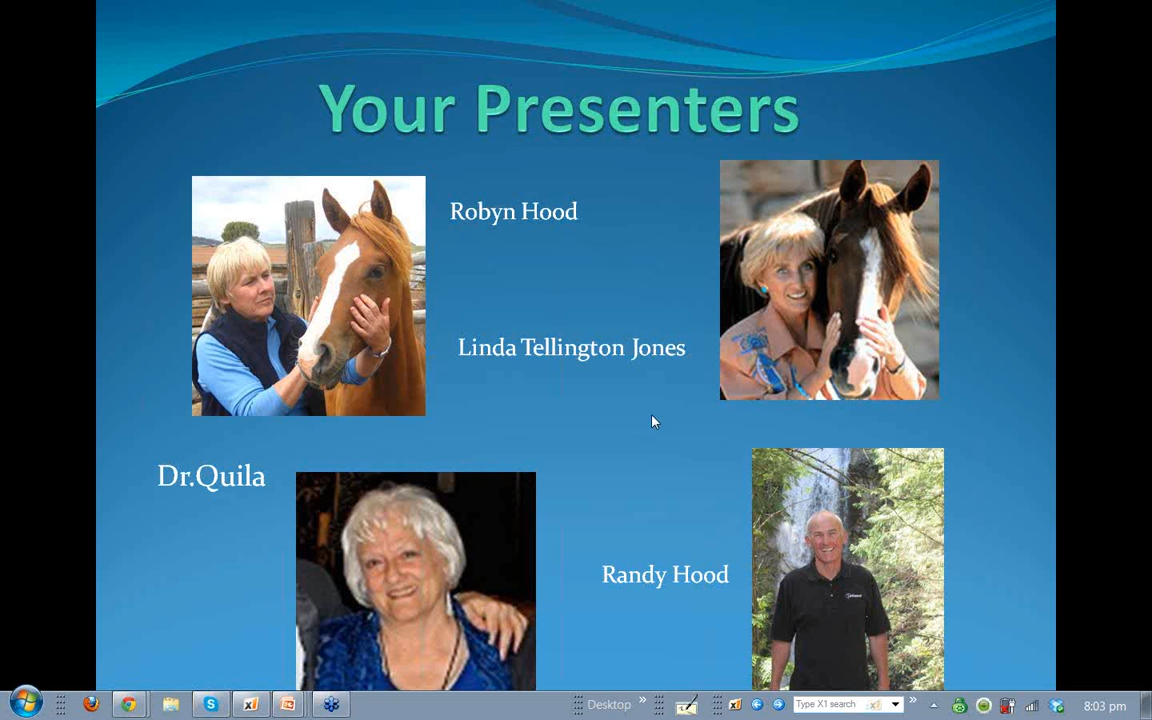 Your Presenters
Robyn Hood
Linda Tellington Jones
Dr.Quila
Randy Hood
Desktop
Type X1 search
8:03 pm